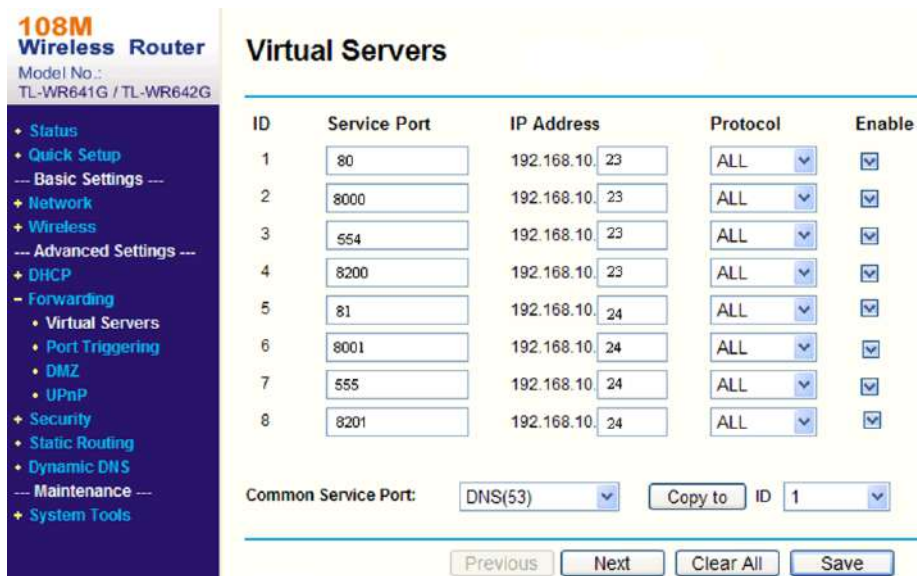 108M
Wireless Router
Model No.:
TL-WR641G / TL-WR642G
+ Status
+ Quick Setup
--- Basic Settings ---
+ Network
+ Wireless
--- Advanced Settings ---
+ DHCP
- Forwarding
• Virtual Servers
• Port Triggering
• DMZ
• UPnP
+ Security
+ Static Routing
+ Dynamic DNS
--- Maintenance ---
+ System Tools
Virtual Servers
ID Service Port IP Address Protocol Enable
1 80 192.168.10. 23 ALL
2 8000 192.168.10. 23 ALL
3 554 192.168.10. 23 ALL
4 8200 192.168.10. 23 ALL
5 81 192.168.10. 24 ALL
6 8001 192.168.10. 24 ALL
7 555 192.168.10. 24 ALL
8 8201 192.168.10. 24 ALL
Common Service Port: DNS(53) Copy to ID 1
Previous Next Clear All Save